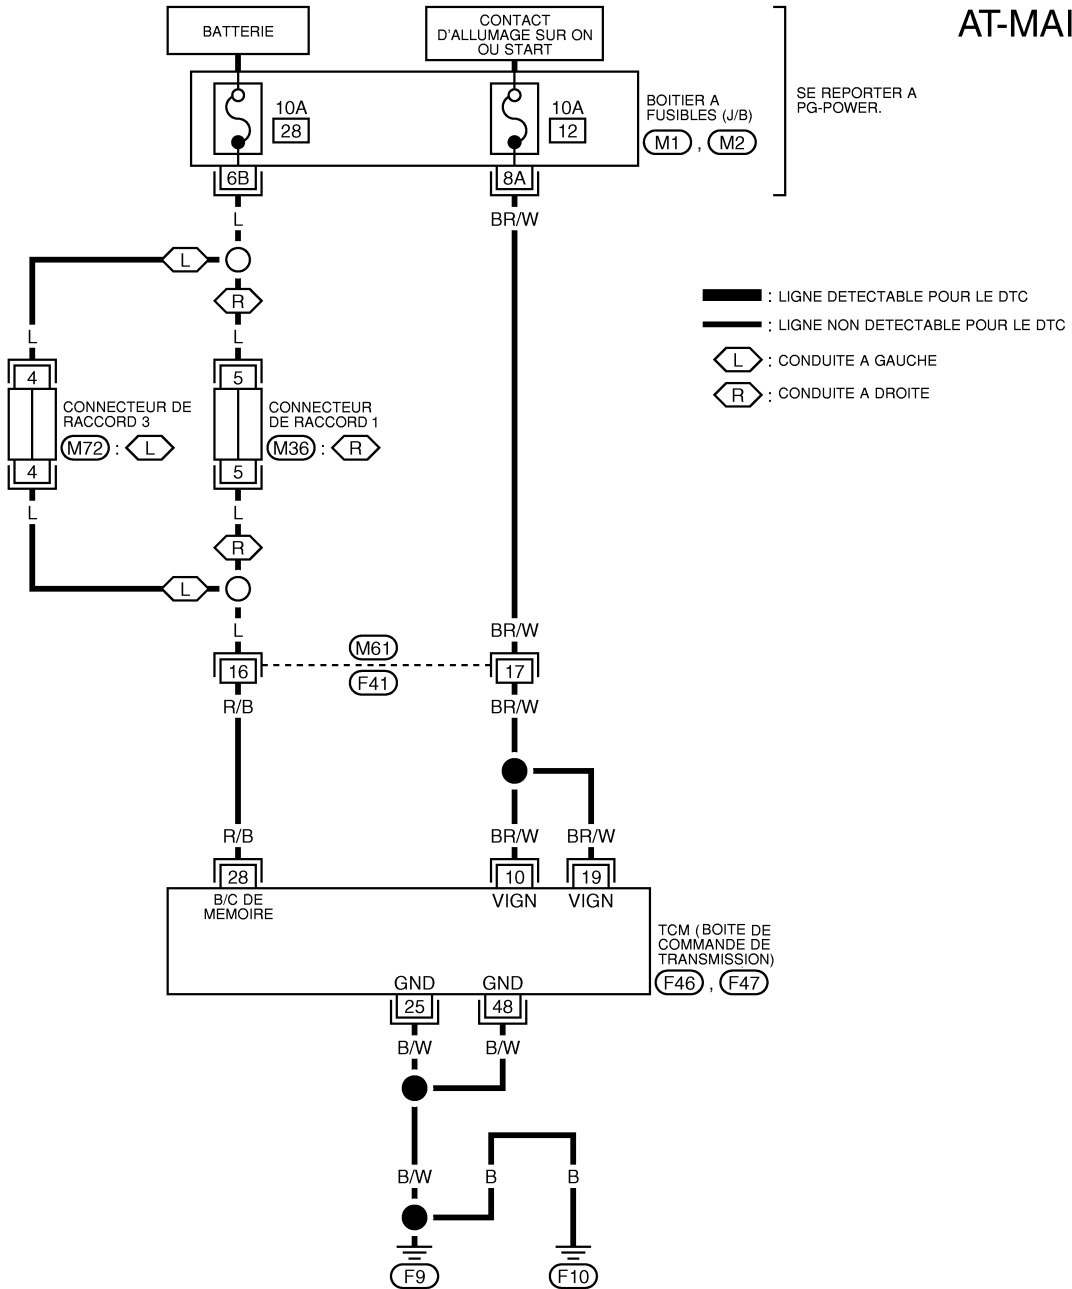 AT-MAI
BATTERIE
CONTACT
D'ALLUMAGE SUR ON
OU START
SE REPORTER A
PG-POWER.
10A
28
10A
12
BOITIER A
FUSIBLES (J/B)
M1 , M2
6B
8A
L
BR/W
L
R
L
L
: LIGNE DETECTABLE POUR LE DTC
: LIGNE NON DETECTABLE POUR LE DTC
L : CONDUITE A GAUCHE
R : CONDUITE A DROITE
4
5
CONNECTEUR DE
RACCORD 3
M72 : L
CONNECTEUR
DE RACCORD 1
M36 : R
4
5
L
L
R
L
L
BR/W
M61
16
17
F41
R/B
BR/W
R/B
BR/W
BR/W
28
10
19
B/C DE
MEMOIRE
VIGN
VIGN
TCM (BOITE DE
COMMANDE DE
TRANSMISSION)
F46 , F47
GND
GND
25
48
B/W
B/W
B/W
B
B
F9
F10